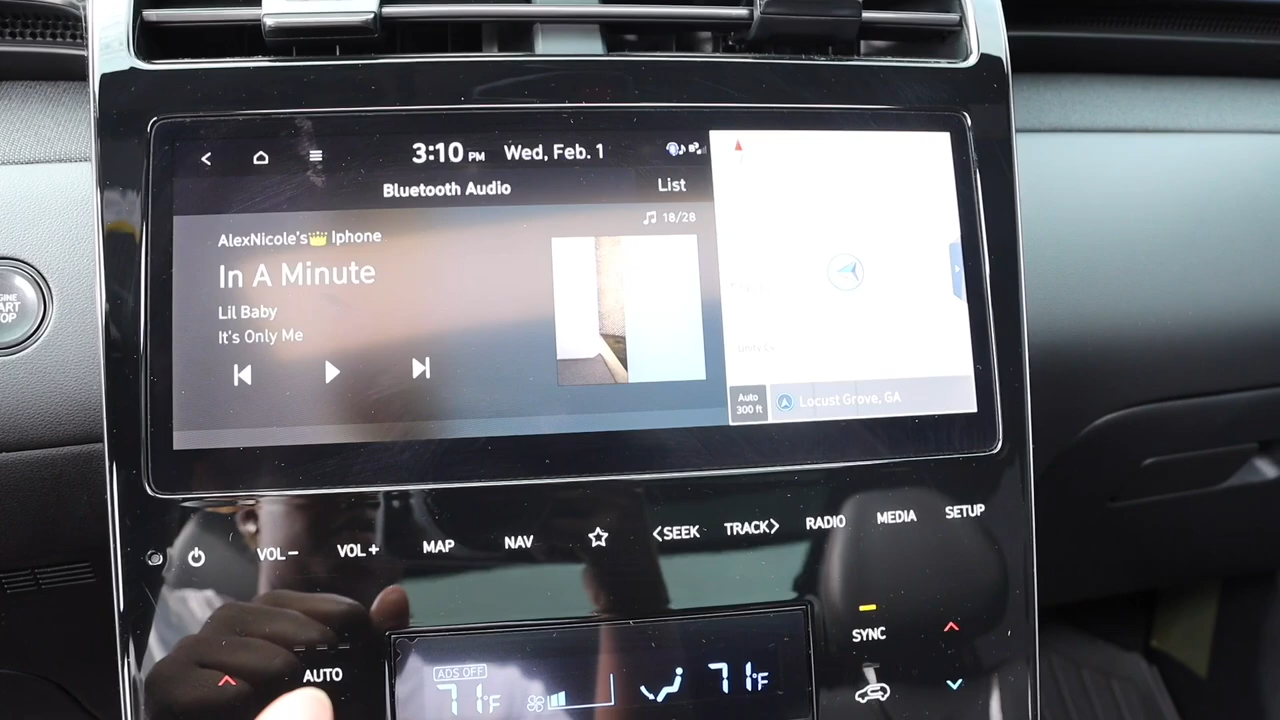 3:10 PM Wed, Feb. 1
Bluetooth Audio
List
18/28
AlexNicole's👑 Iphone
In A Minute
Lil Baby
It's Only Me
Auto
300 ft
Locust Grove, GA
START
VOL− VOL+ MAP NAV <SEEK TRACK> RADIO MEDIA SETUP
AUTO
ADS OFF
71°F
71°F
SYNC